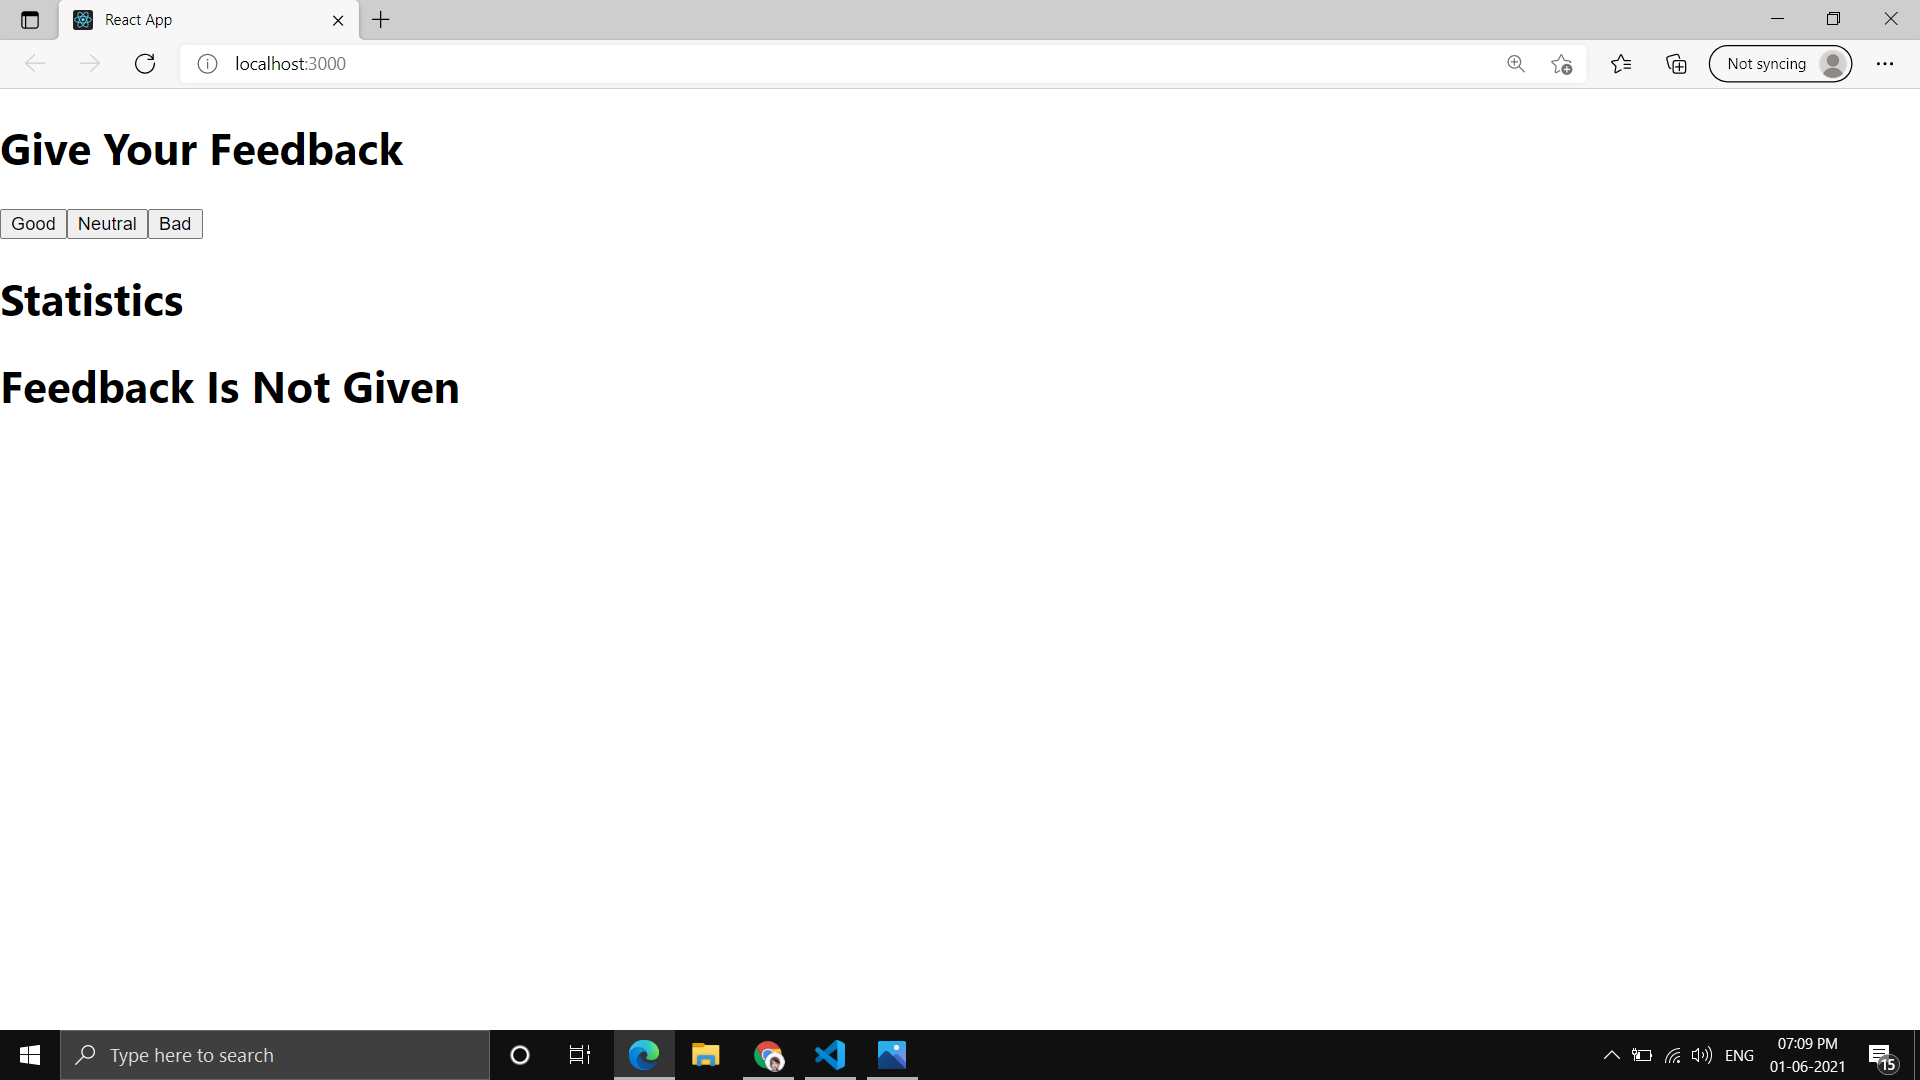 React App
localhost:3000
Not syncing
Give Your Feedback
Good Neutral Bad
Statistics
Feedback Is Not Given
Type here to search
ENG
07:09 PM
01-06-2021
15